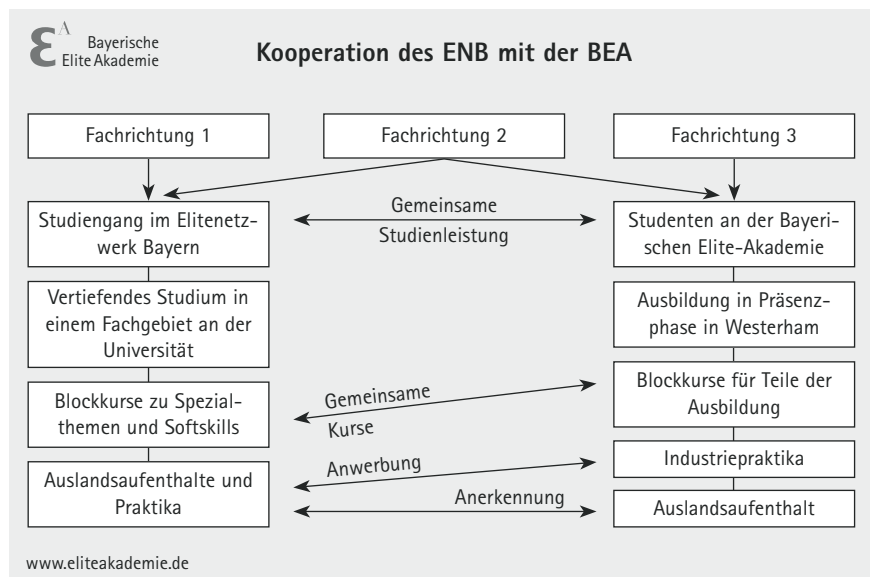 Bayerische
Elite Akademie
Kooperation des ENB mit der BEA
Fachrichtung 1
Fachrichtung 2
Fachrichtung 3
Studiengang im Elitenetz-
werk Bayern
Gemeinsame
Studienleistung
Studenten an der Bayeri-
schen Elite-Akademie
Vertiefendes Studium in
einem Fachgebiet an der
Universität
Ausbildung in Präsenz-
phase in Westerham
Blockkurse zu Spezial-
themen und Softskills
Gemeinsame
Kurse
Blockkurse für Teile der
Ausbildung
Auslandsaufenthalte und
Praktika
Anwerbung
Industriepraktika
Anerkennung
Auslandsaufenthalt
www.eliteakademie.de